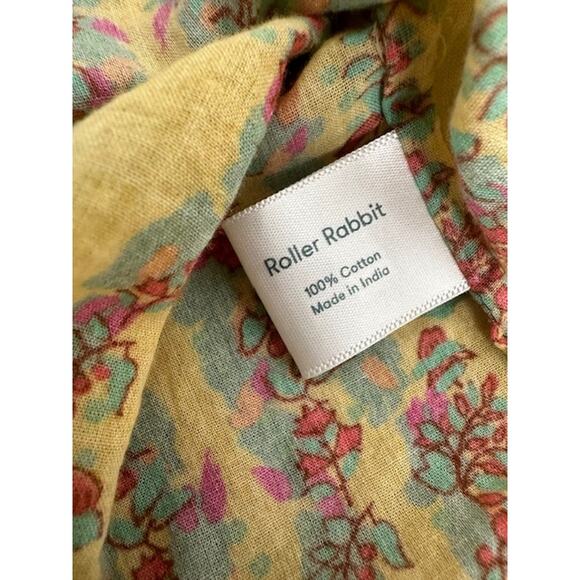 Roller Rabbit
100% Cotton
Made in India